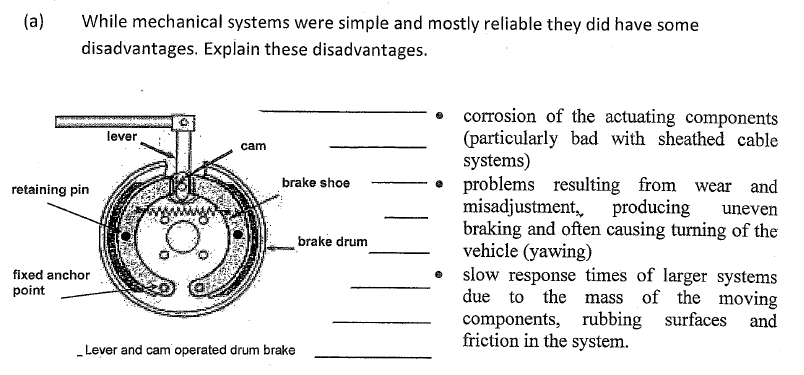 (a) While mechanical systems were simple and mostly reliable they did have some
disadvantages. Explain these disadvantages.
lever
cam
retaining pin
brake shoe
brake drum
fixed anchor
point
Lever and cam operated drum brake
• corrosion of the actuating components
(particularly bad with sheathed cable
systems)
• problems resulting from wear and
misadjustment, producing uneven
braking and often causing turning of the
vehicle (yawing)
• slow response times of larger systems
due to the mass of the moving
components, rubbing surfaces and
friction in the system.